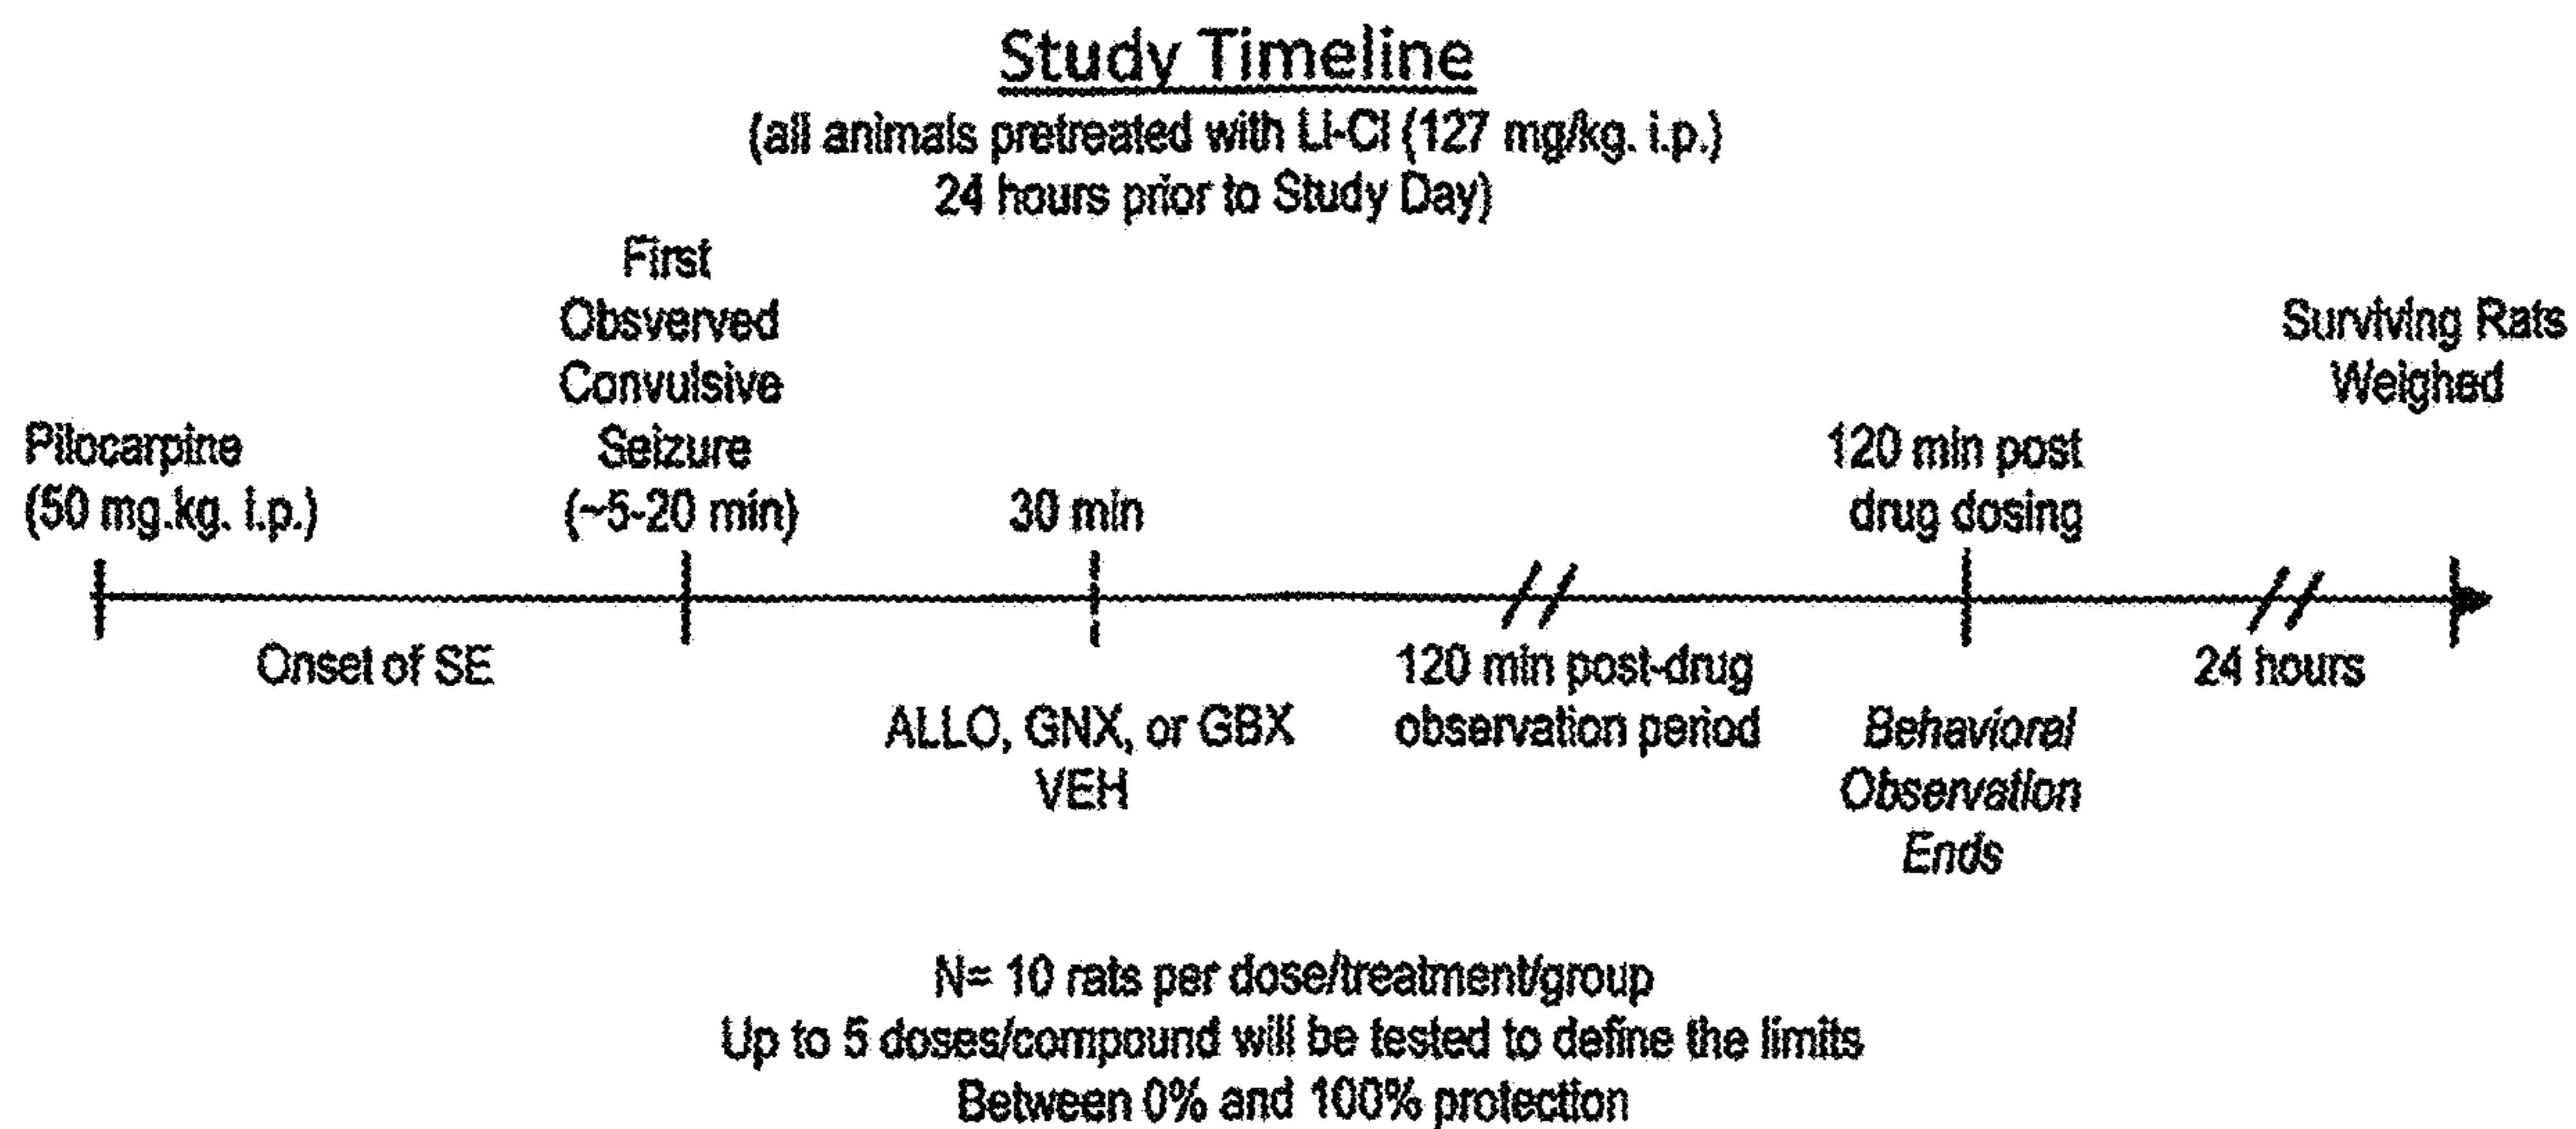 Study Timeline
(all animals pretreated with Li-Cl (127 mg/kg. i.p.)
24 hours prior to Study Day)
First
Obsverved
Convulsive
Seizure
(~5-20 min)
Surviving Rats
Weighed
Pilocarpine
(50 mg.kg. i.p.)
30 min
120 min post
drug dosing
Onset of SE
ALLO, GNX, or GBX
VEH
120 min post-drug
observation period
Behavioral
Observation
Ends
24 hours
N= 10 rats per dose/treatment/group
Up to 5 doses/compound will be tested to define the limits
Between 0% and 100% protection